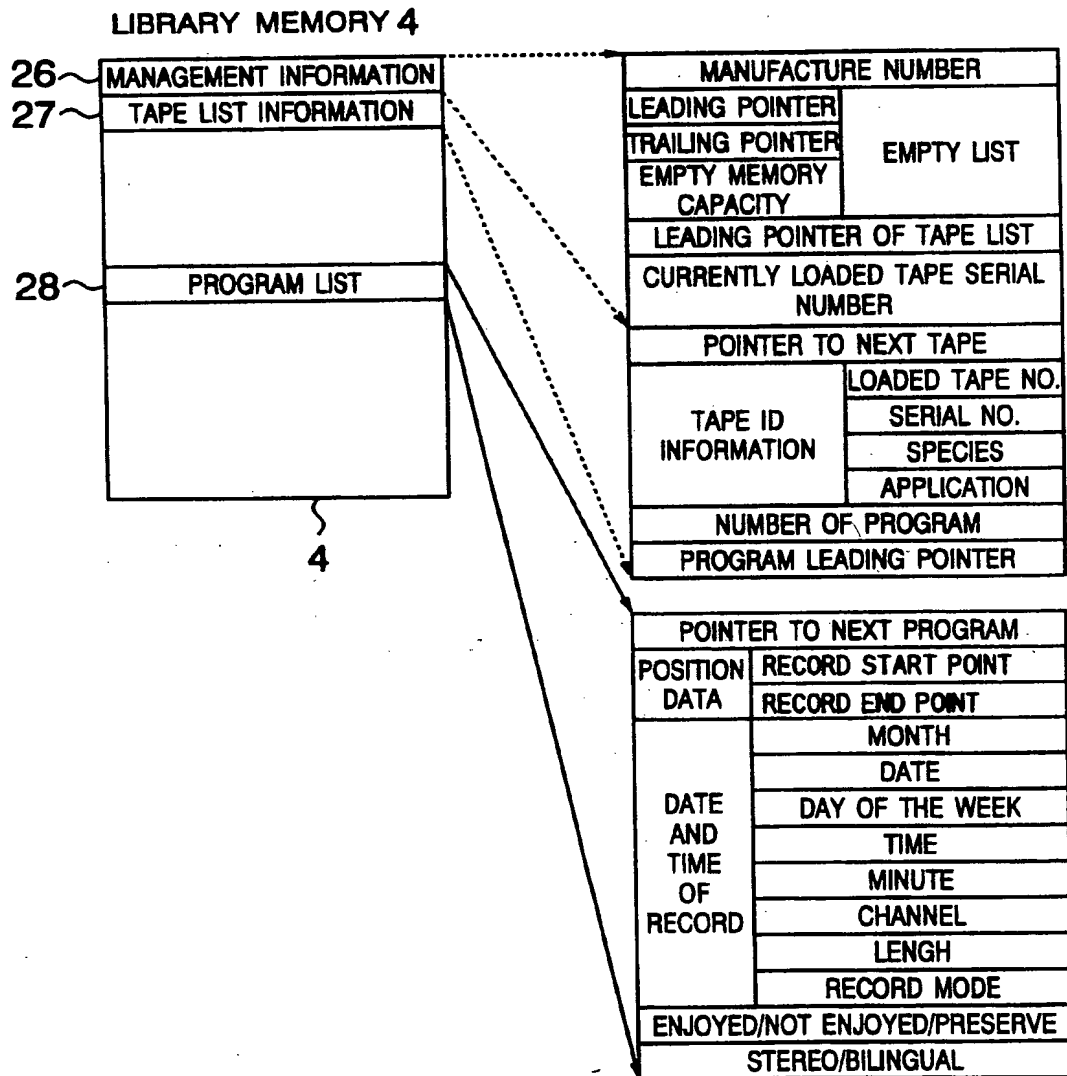 LIBRARY MEMORY 4
26
MANAGEMENT INFORMATION
27
TAPE LIST INFORMATION
28
PROGRAM LIST
4
MANUFACTURE NUMBER
LEADING POINTER
TRAILING POINTER
EMPTY MEMORY
CAPACITY
EMPTY LIST
LEADING POINTER OF TAPE LIST
CURRENTLY LOADED TAPE SERIAL
NUMBER
POINTER TO NEXT TAPE
TAPE ID
INFORMATION
LOADED TAPE NO.
SERIAL NO.
SPECIES
APPLICATION
NUMBER OF PROGRAM
PROGRAM LEADING POINTER
POINTER TO NEXT PROGRAM
POSITION
DATA
RECORD START POINT
RECORD END POINT
DATE
AND
TIME
OF
RECORD
MONTH
DATE
DAY OF THE WEEK
TIME
MINUTE
CHANNEL
LENGH
RECORD MODE
ENJOYED/NOT ENJOYED/PRESERVE
STEREO/BILINGUAL